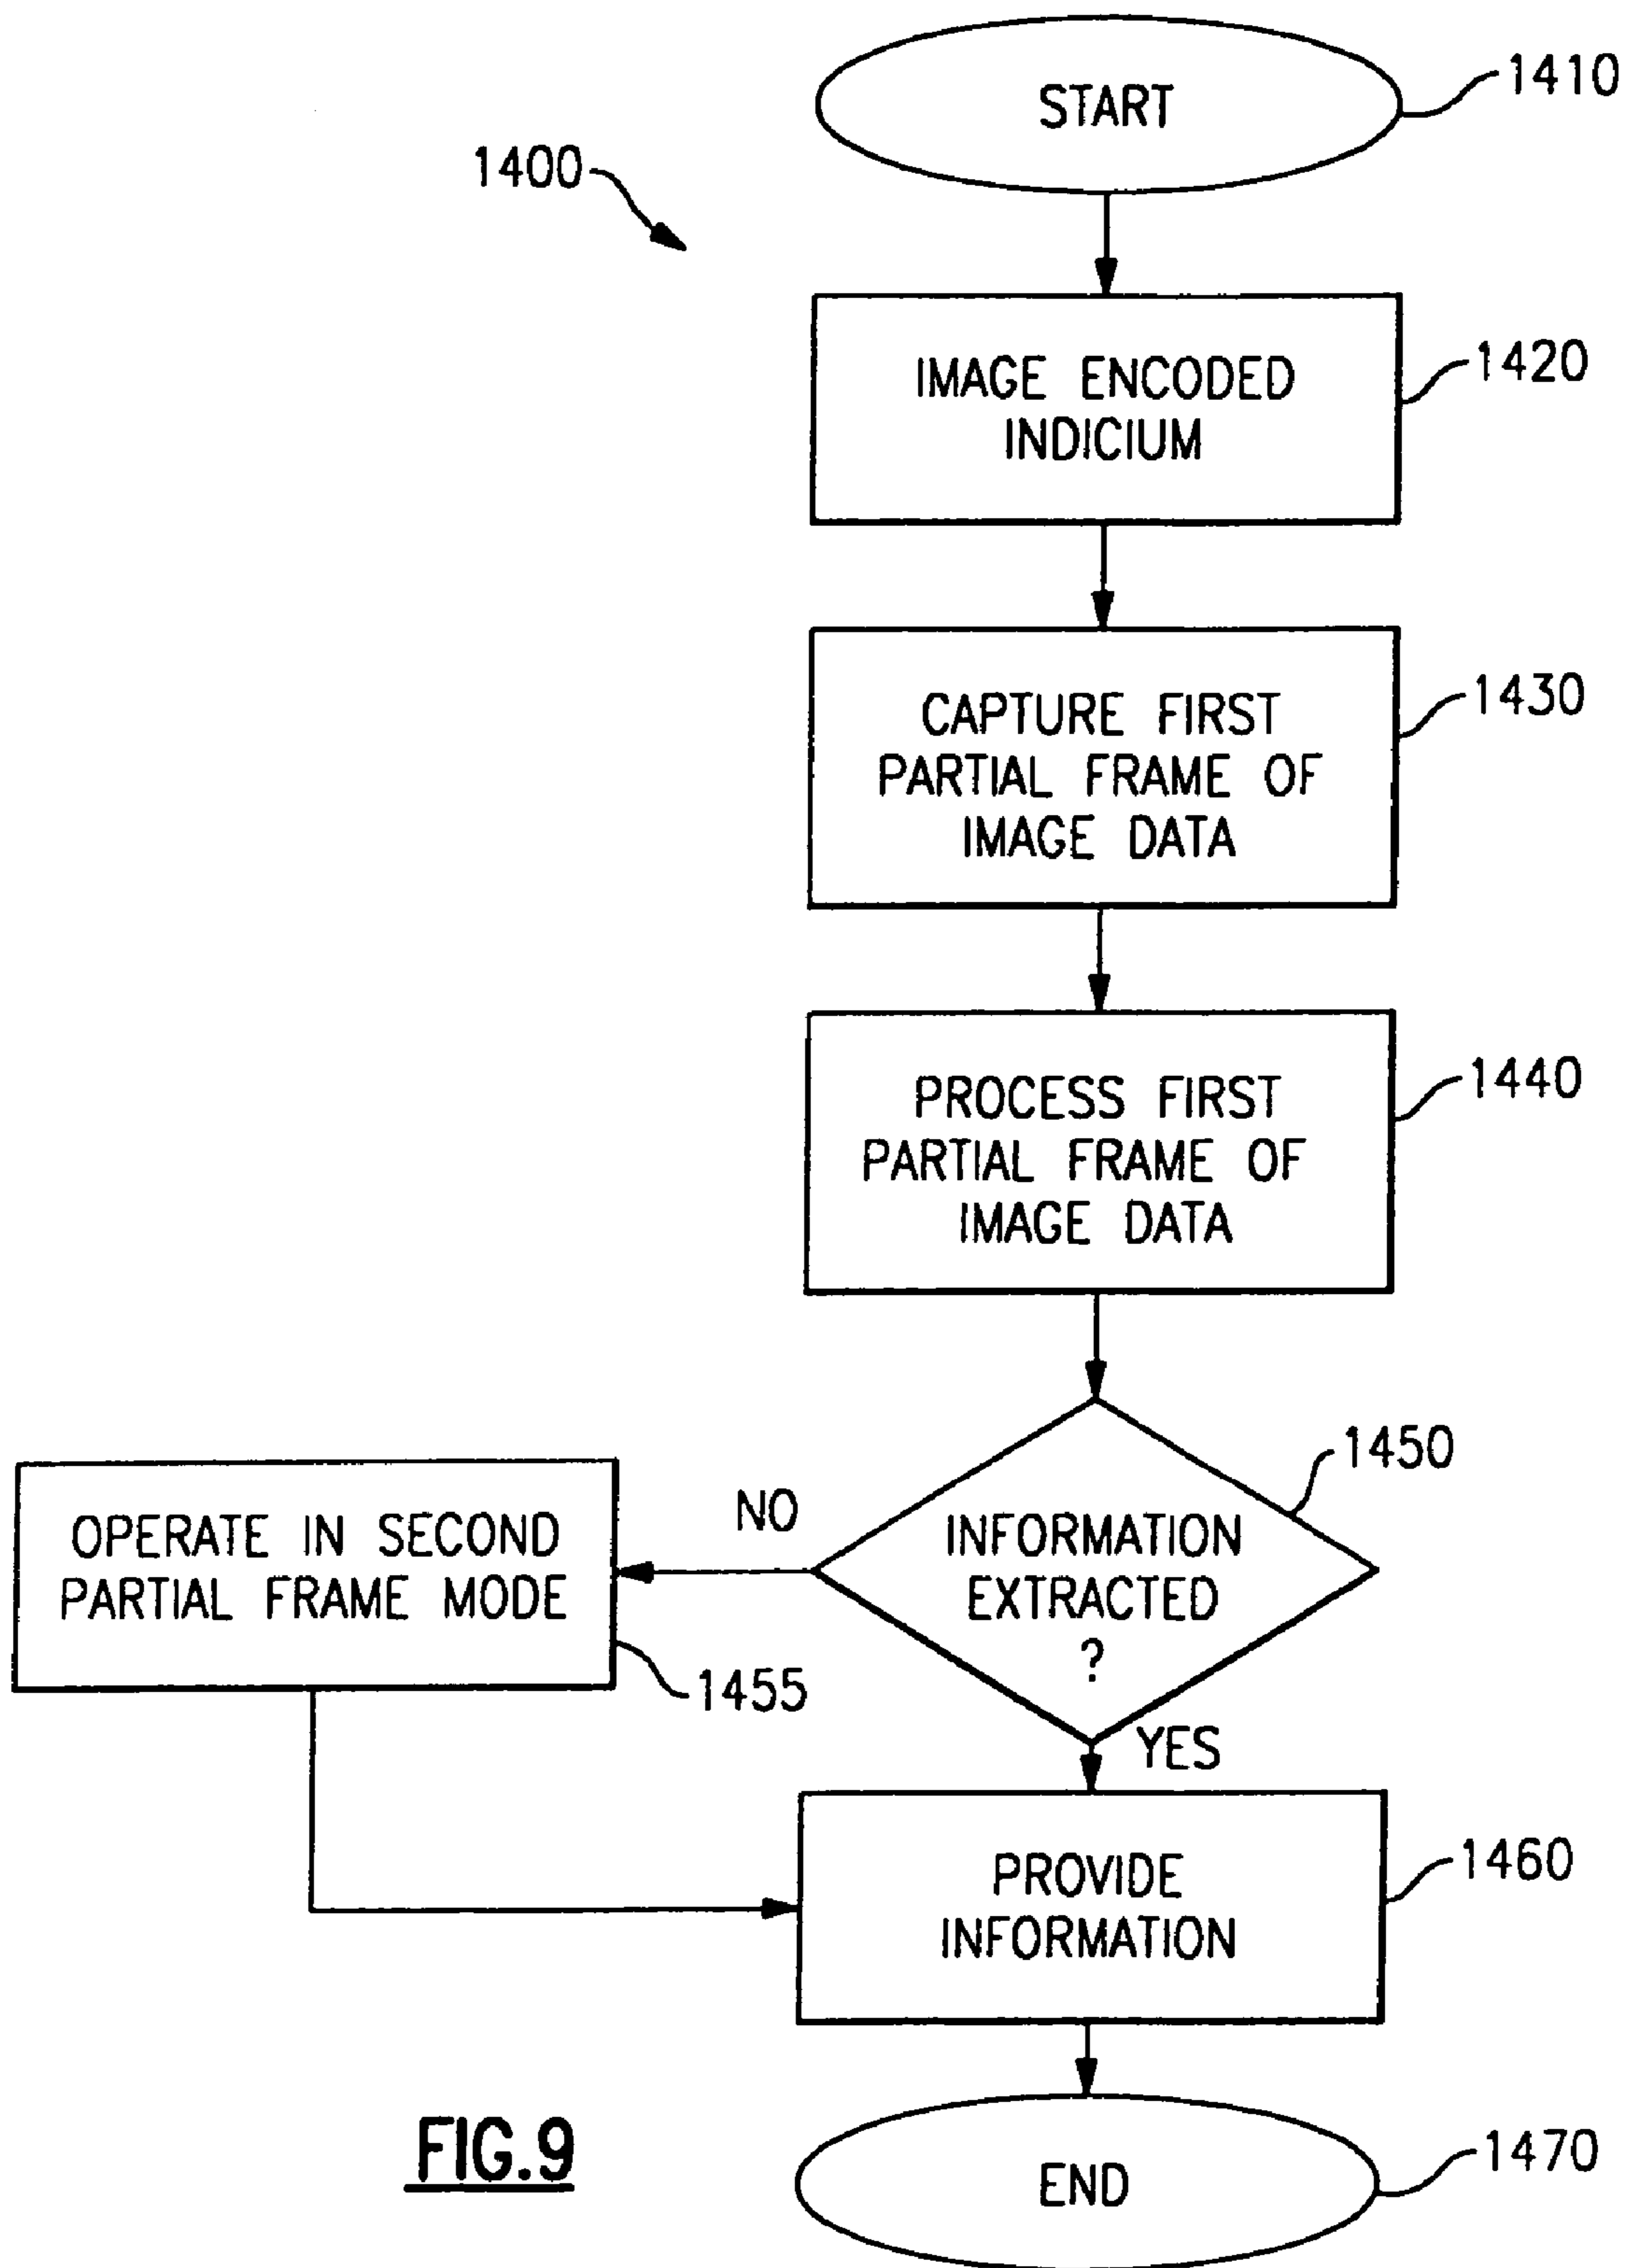 START
1410
1400
IMAGE ENCODED
INDICIUM
1420
CAPTURE FIRST
PARTIAL FRAME OF
IMAGE DATA
1430
PROCESS FIRST
PARTIAL FRAME OF
IMAGE DATA
1440
INFORMATION
EXTRACTED
?
1450
NO
OPERATE IN SECOND
PARTIAL FRAME MODE
1455
YES
PROVIDE
INFORMATION
1460
END
1470
FIG.9